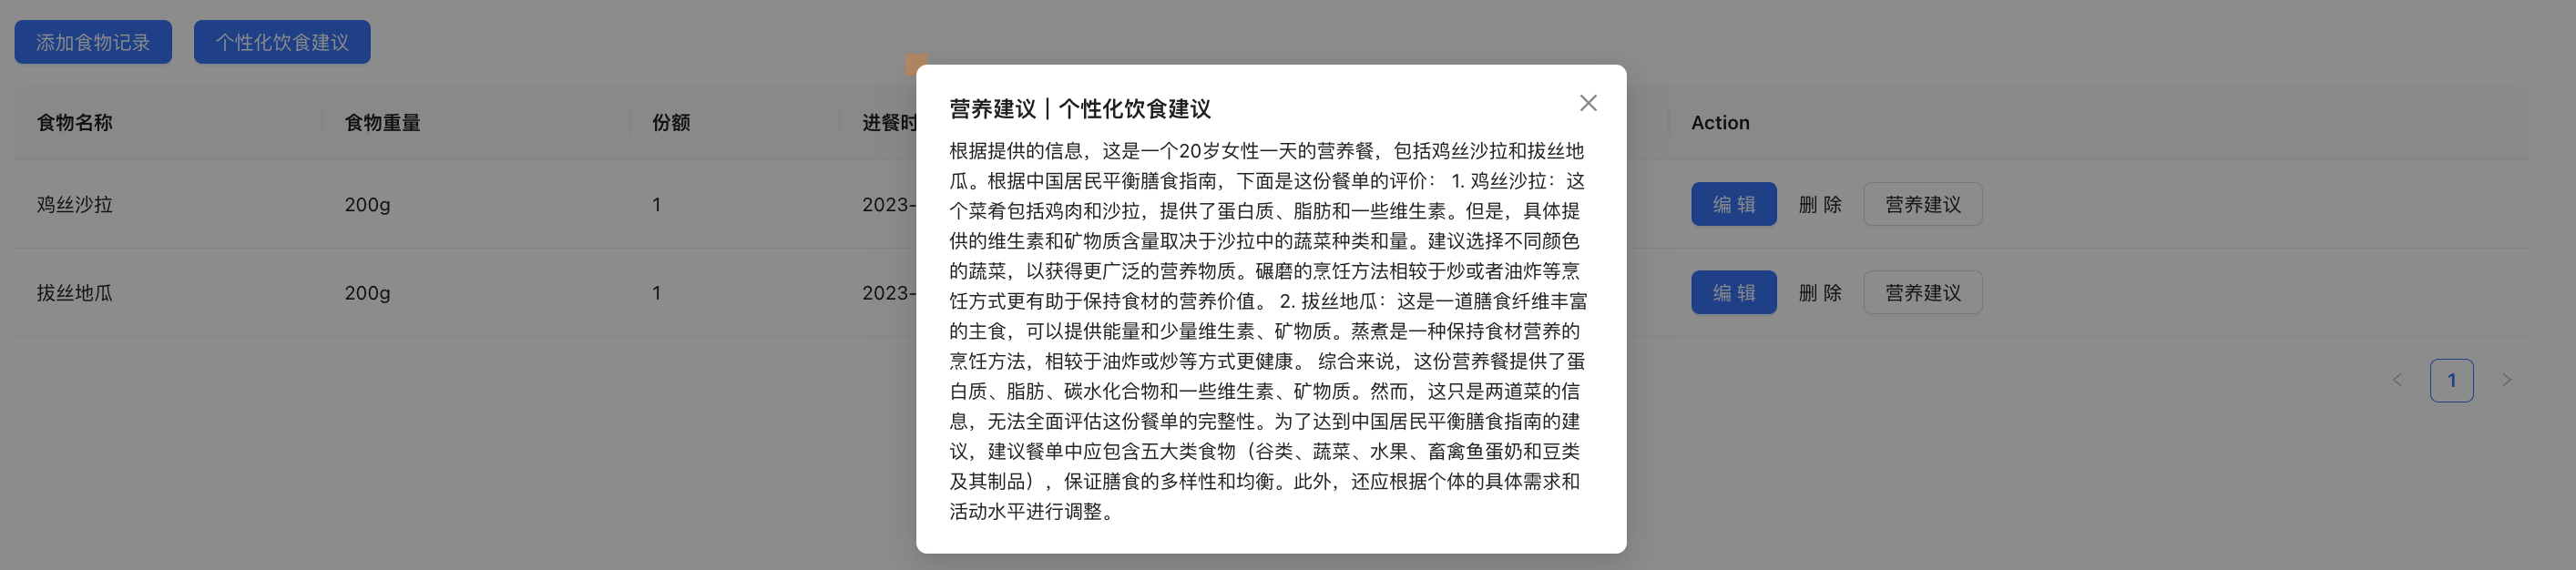 添加食物记录 个性化饮食建议
食物名称 食物重量 份额 进餐时 Action
鸡丝沙拉 200g 1 2023- 编 辑 删 除 营养建议
拔丝地瓜 200g 1 2023- 编 辑 删 除 营养建议
1
营养建议｜个性化饮食建议
根据提供的信息，这是一个20岁女性一天的营养餐，包括鸡丝沙拉和拔丝地
瓜。根据中国居民平衡膳食指南，下面是这份餐单的评价： 1. 鸡丝沙拉：这
个菜肴包括鸡肉和沙拉，提供了蛋白质、脂肪和一些维生素。但是，具体提
供的维生素和矿物质含量取决于沙拉中的蔬菜种类和量。建议选择不同颜色
的蔬菜，以获得更广泛的营养物质。碾磨的烹饪方法相较于炒或者油炸等烹
饪方式更有助于保持食材的营养价值。 2. 拔丝地瓜：这是一道膳食纤维丰富
的主食，可以提供能量和少量维生素、矿物质。蒸煮是一种保持食材营养的
烹饪方法，相较于油炸或炒等方式更健康。 综合来说，这份营养餐提供了蛋
白质、脂肪、碳水化合物和一些维生素、矿物质。然而，这只是两道菜的信
息，无法全面评估这份餐单的完整性。为了达到中国居民平衡膳食指南的建
议，建议餐单中应包含五大类食物（谷类、蔬菜、水果、畜禽鱼蛋奶和豆类
及其制品），保证膳食的多样性和均衡。此外，还应根据个体的具体需求和
活动水平进行调整。